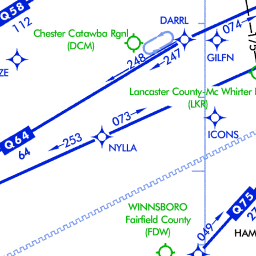 Q58
112
DARRL
074
Chester Catawba Rgnl
(DCM)
GILFN
248
247
ZE
Lancaster County-Mc Whirter
(LKR)
Q64
64
253
073
NYLLA
ICONS
WINNSBORO
Fairfield County
(FDW)
Q75
049
HAM